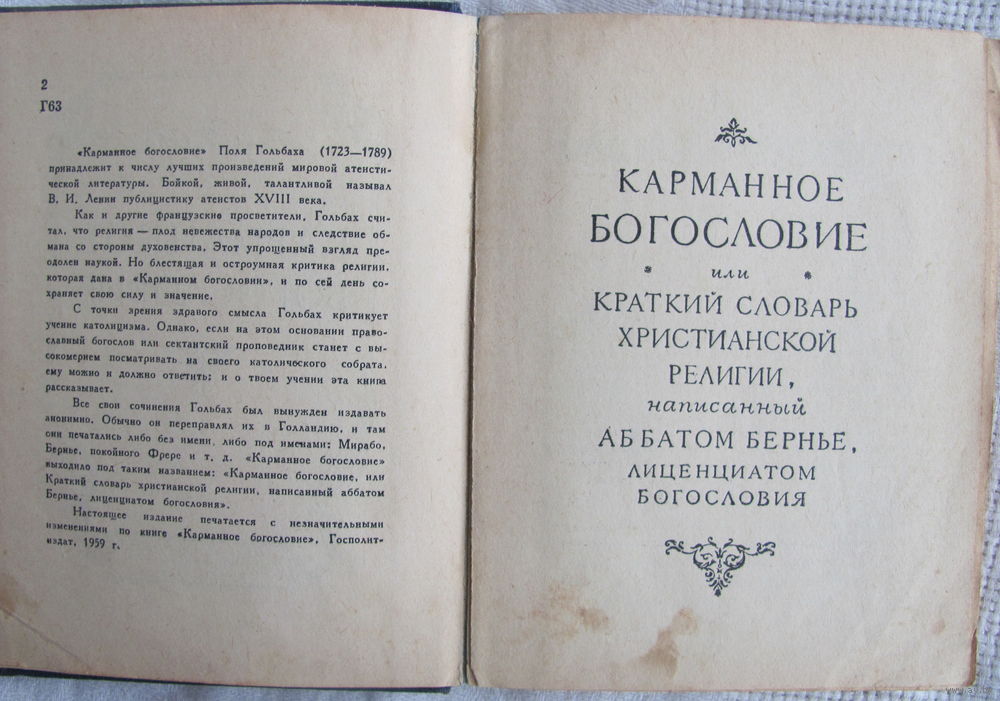 2
Г63
«Карманное богословие» Поля Гольбаха (1723—1789)
принадлежит к числу лучших произведений мировой атеисти-
ческой литературы. Бойкой, живой, талантливой называл
В. И. Ленин публицистику атеистов XVIII века.
Как и другие французские просветители, Гольбах счи-
тал, что религия — плод невежества народов и следствие об-
мана со стороны духовенства. Этот упрощенный взгляд пре-
одолен наукой. Но блестящая и остроумная критика религии,
которая дана в «Карманном богословии», и по сей день со-
храняет свою силу и значение.
С точки зрения здравого смысла Гольбах критикует
учение католицизма. Однако, если на этом основании право-
славный богослов или сектантский проповедник станет с вы-
сокомерием посматривать на своего католического собрата,
ему можно и должно ответить: и о твоем учении эта книга
рассказывает.
Все свои сочинения Гольбах был вынужден издавать
анонимно. Обычно он переправлял их в Голландию, и там
они печатались либо без имени, либо под именами: Мирабо,
Бернье, покойного Фрере и т. д. «Карманное богословие»
выходило под таким названием: «Карманное богословие, или
Краткий словарь христианской религии, написанный аббатом
Бернье, лиценциатом богословия».
Настоящее издание печатается с незначительными
изменениями по книге «Карманное богословие», Госполит-
издат, 1959 г.
КАРМАННОЕ
БОГОСЛОВИЕ
* или *
КРАТКИЙ СЛОВАРЬ
ХРИСТИАНСКОЙ
РЕЛИГИИ,
написанный
АББАТОМ БЕРНЬЕ,
ЛИЦЕНЦИАТОМ
БОГОСЛОВИЯ